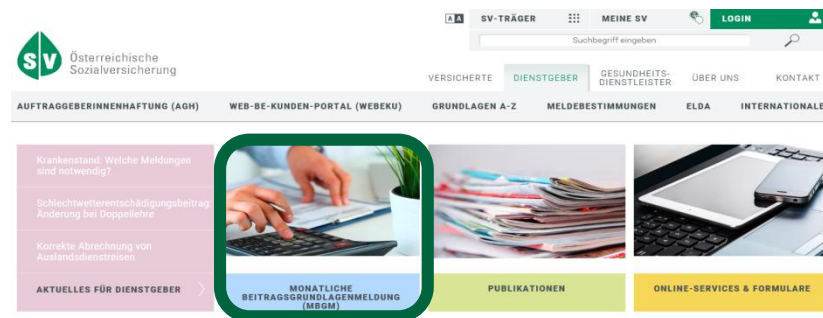 A A SV-TRÄGER MEINE SV LOGIN
Suchbegriff eingeben
SV Österreichische
Sozialversicherung
VERSICHERTE DIENSTGEBER GESUNDHEITS-
DIENSTLEISTER ÜBER UNS KONTAKT
AUFTRAGGEBERINNENHAFTUNG (AGH) WEB-BE-KUNDEN-PORTAL (WEBEKU) GRUNDLAGEN A-Z MELDEBESTIMMUNGEN ELDA INTERNATIONALE
Krankenstand: Welche Meldungen
sind notwendig?
Schlechtwetterentschädigungsbeitrag:
Änderung bei Doppellehre
Korrekte Abrechnung von
Auslandsdienstreisen
AKTUELLES FÜR DIENSTGEBER
MONATLICHE
BEITRAGSGRUNDLAGENMELDUNG
(MBGM)
PUBLIKATIONEN
ONLINE-SERVICES & FORMULARE